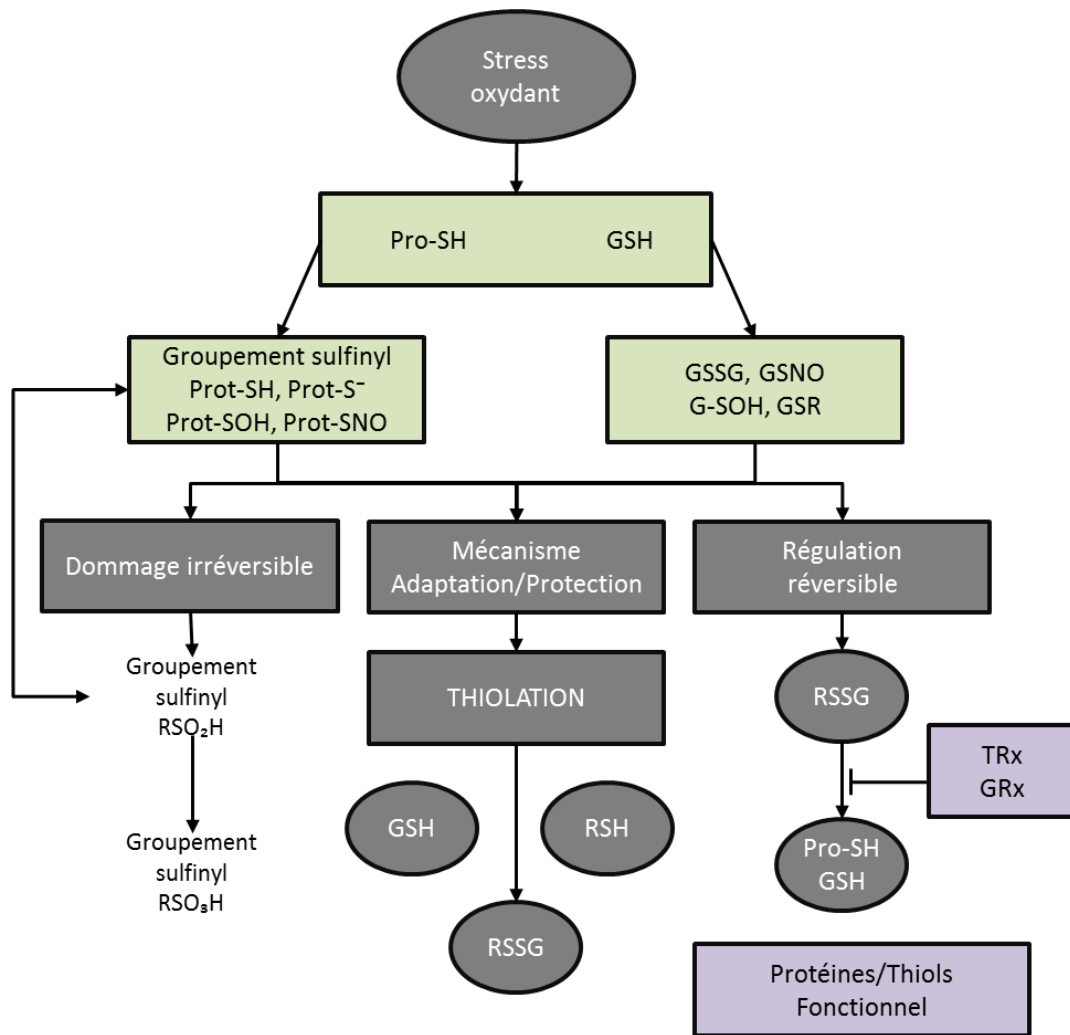 Stress
oxydant
Pro-SH GSH
Groupement sulfinyl
Prot-SH, Prot-S⁻
Prot-SOH, Prot-SNO
GSSG, GSNO
G-SOH, GSR
Dommage irréversible
Mécanisme
Adaptation/Protection
Régulation
réversible
Groupement
sulfinyl
RSO₂H
THIOLATION
RSSG
TRx
GRx
GSH
RSH
Pro-SH
GSH
Groupement
sulfinyl
RSO₃H
RSSG
Protéines/Thiols
Fonctionnel